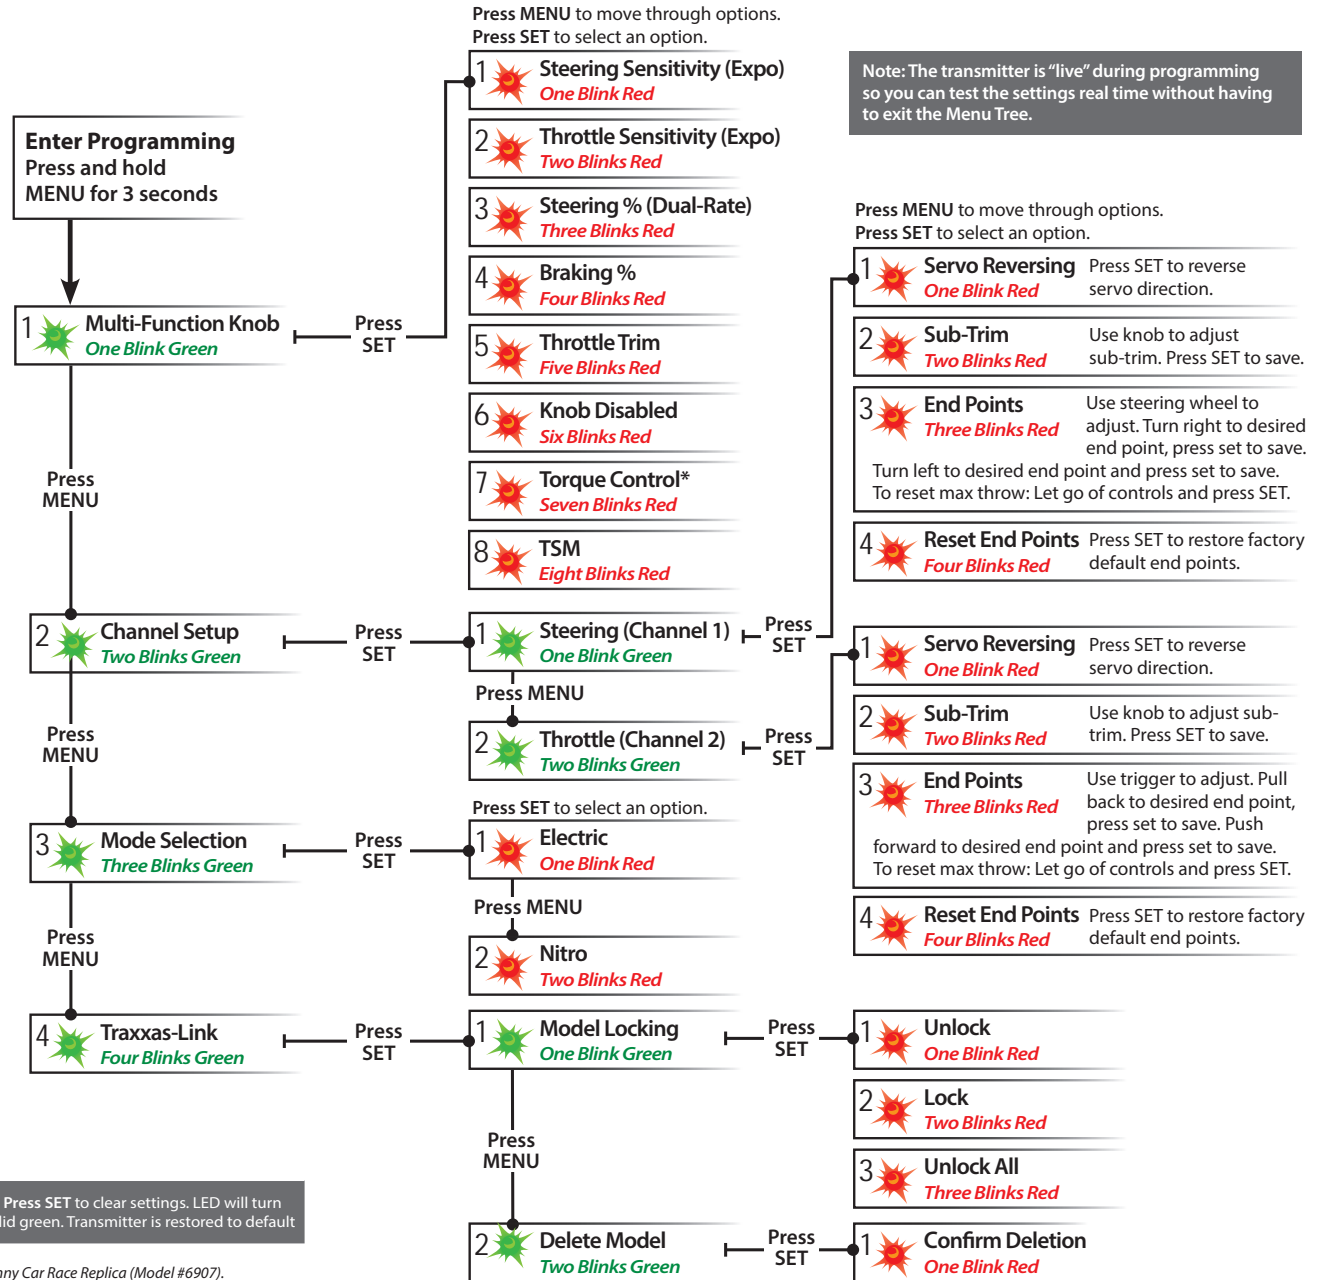 Press MENU to move through options.
Press SET to select an option.
Enter Programming
Press and hold
MENU for 3 seconds
1 Multi-Function Knob
One Blink Green
Press
SET
1 Steering Sensitivity (Expo)
One Blink Red
2 Throttle Sensitivity (Expo)
Two Blinks Red
3 Steering % (Dual-Rate)
Three Blinks Red
4 Braking %
Four Blinks Red
5 Throttle Trim
Five Blinks Red
6 Knob Disabled
Six Blinks Red
7 Torque Control*
Seven Blinks Red
8 TSM
Eight Blinks Red
Note: The transmitter is “live” during programming
so you can test the settings real time without having
to exit the Menu Tree.
Press
MENU
2 Channel Setup
Two Blinks Green
Press
SET
1 Steering (Channel 1)
One Blink Green
Press
SET
Press MENU to move through options.
Press SET to select an option.
1 Servo Reversing Press SET to reverse
One Blink Red servo direction.
2 Sub-Trim Use knob to adjust
Two Blinks Red sub-trim. Press SET to save.
3 End Points Use steering wheel to
Three Blinks Red adjust. Turn right to desired
end point, press set to save.
Turn left to desired end point and press set to save.
To reset max throw: Let go of controls and press SET.
4 Reset End Points Press SET to restore factory
Four Blinks Red default end points.
Press MENU
2 Throttle (Channel 2)
Two Blinks Green
Press
SET
1 Servo Reversing Press SET to reverse
One Blink Red servo direction.
2 Sub-Trim Use knob to adjust sub-
Two Blinks Red trim. Press SET to save.
3 End Points Use trigger to adjust. Pull
Three Blinks Red back to desired end point,
press set to save. Push
forward to desired end point and press set to save.
To reset max throw: Let go of controls and press SET.
4 Reset End Points Press SET to restore factory
Four Blinks Red default end points.
Press
MENU
3 Mode Selection
Three Blinks Green
Press
SET
Press SET to select an option.
1 Electric
One Blink Red
Press MENU
2 Nitro
Two Blinks Red
Press
MENU
4 Traxxas-Link
Four Blinks Green
Press
SET
1 Model Locking
One Blink Green
Press
SET
1 Unlock
One Blink Red
2 Lock
Two Blinks Red
3 Unlock All
Three Blinks Red
Press
MENU
2 Delete Model
Two Blinks Green
Press
SET
1 Confirm Deletion
One Blink Red
Press SET to clear settings. LED will turn
green. Transmitter is restored to default
Car Race Replica (Model #6907).